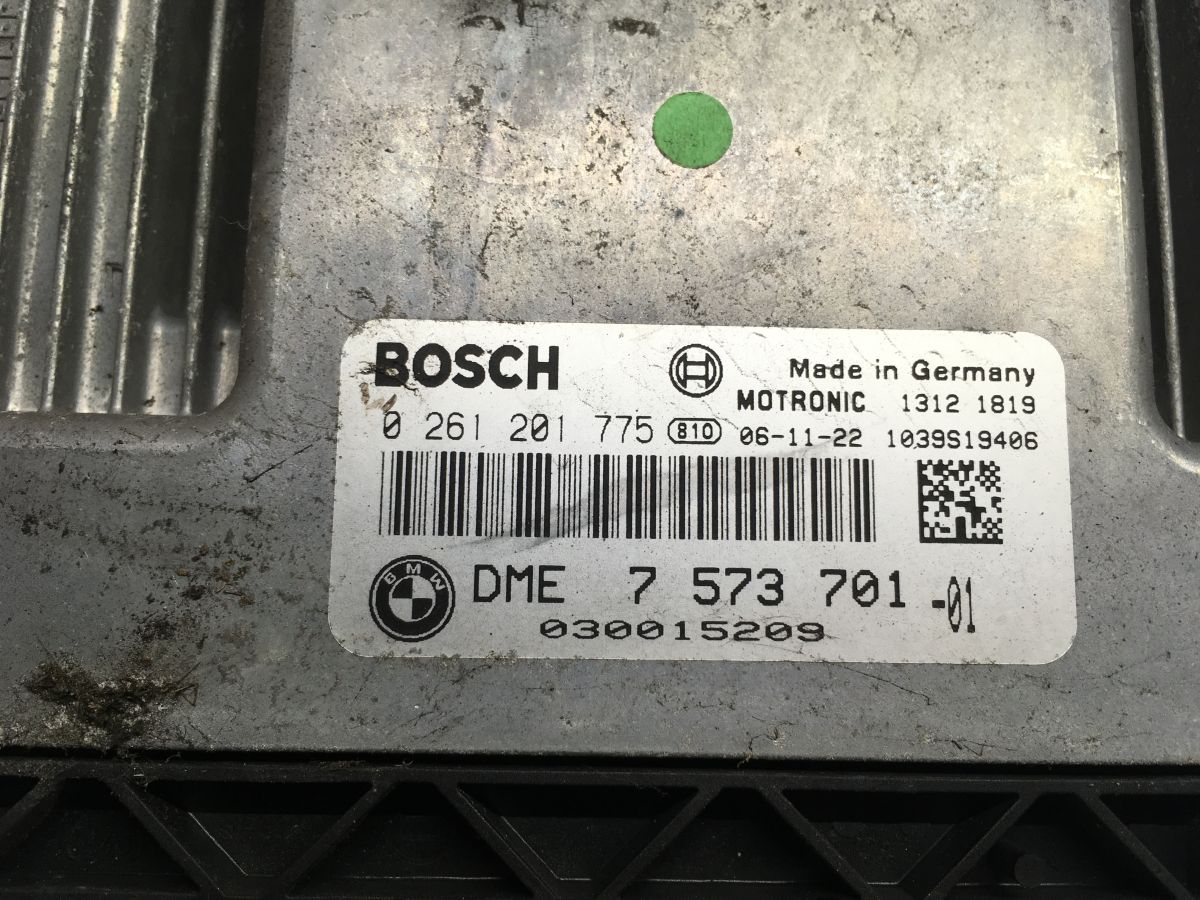 BOSCH
Made in Germany
MOTRONIC 1312 1819
0 261 201 775 810 06-11-22 1039S19406
BMW
DME 7 573 701 -01
030015209